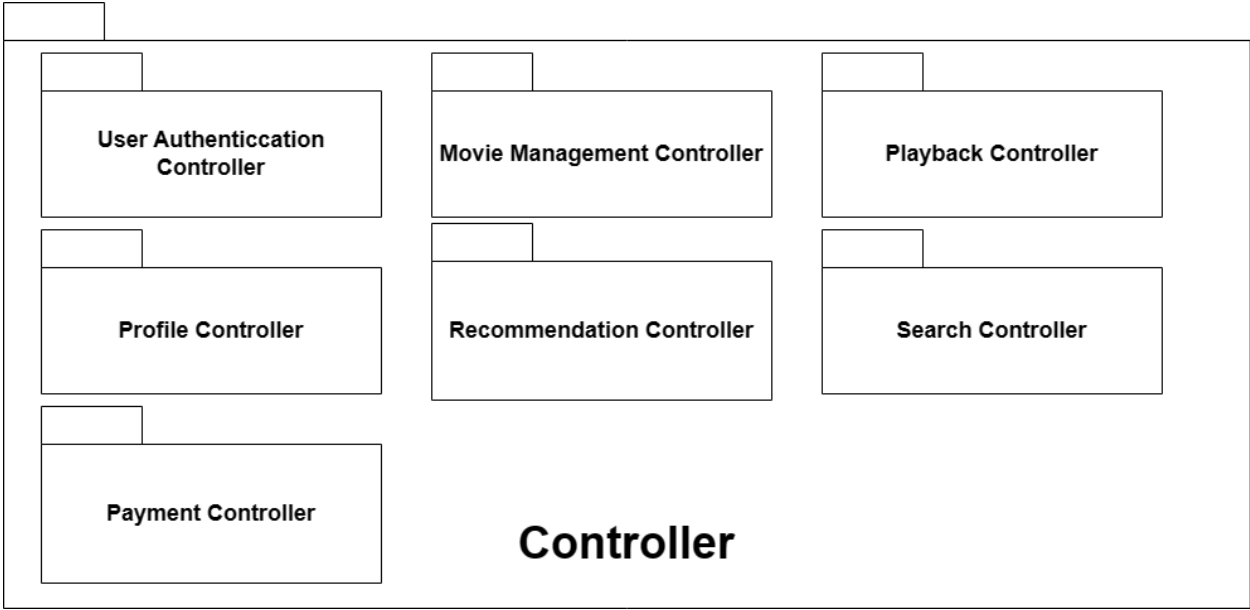 User Authenticcation
Controller
Movie Management Controller
Playback Controller
Profile Controller
Recommendation Controller
Search Controller
Payment Controller
Controller